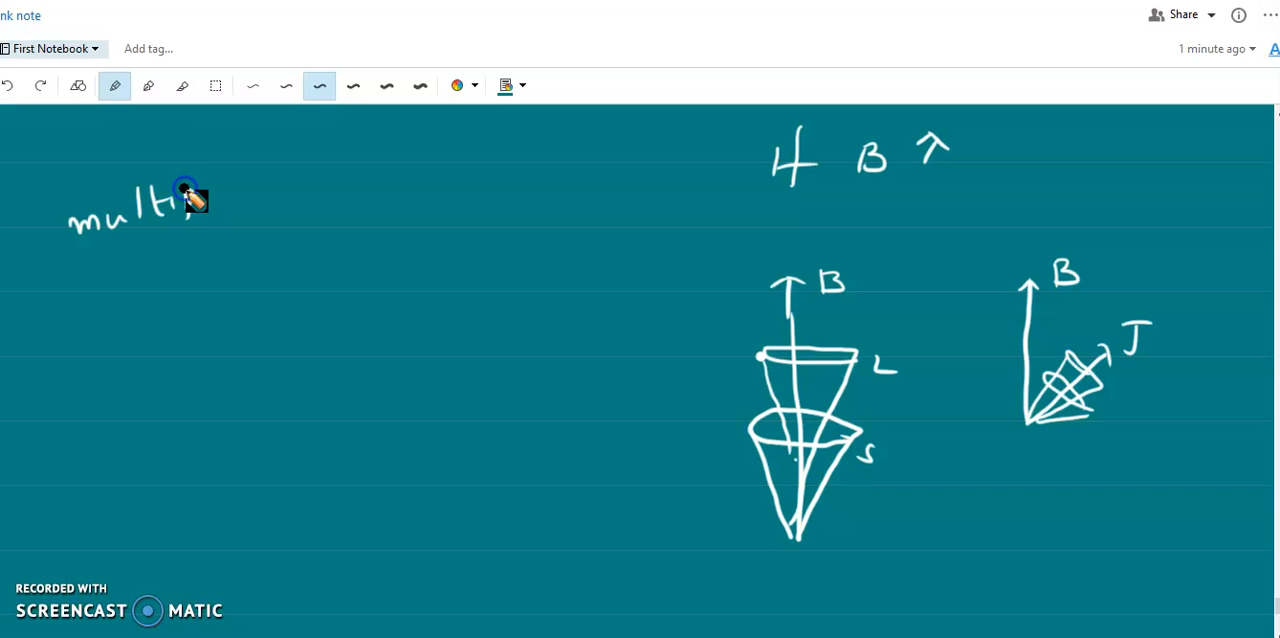 nk note
Share
First Notebook
Add tag...
1 minute ago
A
B ↑
multi
B
B
J
L
S
RECORDED WITH
SCREENCAST MATIC